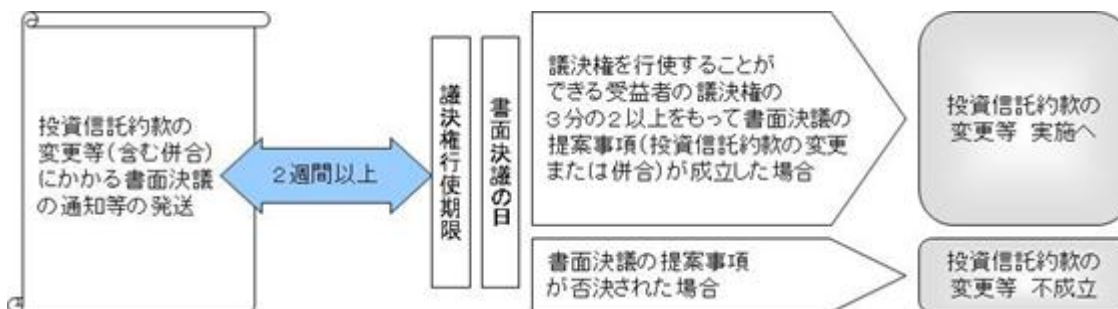 投資信託約款の
変更等(含む併合)
にかかる書面決議
の通知等の発送
2週間以上
議決権行使期限
書面決議の日
議決権を行使することが
できる受益者の議決権の
3分の2以上をもって書面決議の
提案事項(投資信託約款の変更
または併合)が成立した場合
投資信託約款の
変更等 実施へ
書面決議の提案事項
が否決された場合
投資信託約款の
変更等 不成立